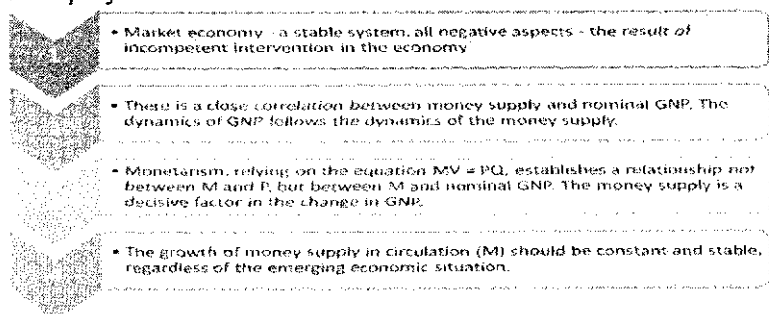 • Market economy - a stable system, all negative aspects - the result of
incompetent intervention in the economy
• There is a close correlation between money supply and nominal GNP. The
dynamics of GNP follows the dynamics of the money supply.
• Monetarism, relying on the equation MV = PQ, establishes a relationship not
between M and P, but between M and nominal GNP. The money supply is a
decisive factor in the change in GNP.
• The growth of money supply in circulation (M) should be constant and stable,
regardless of the emerging economic situation.